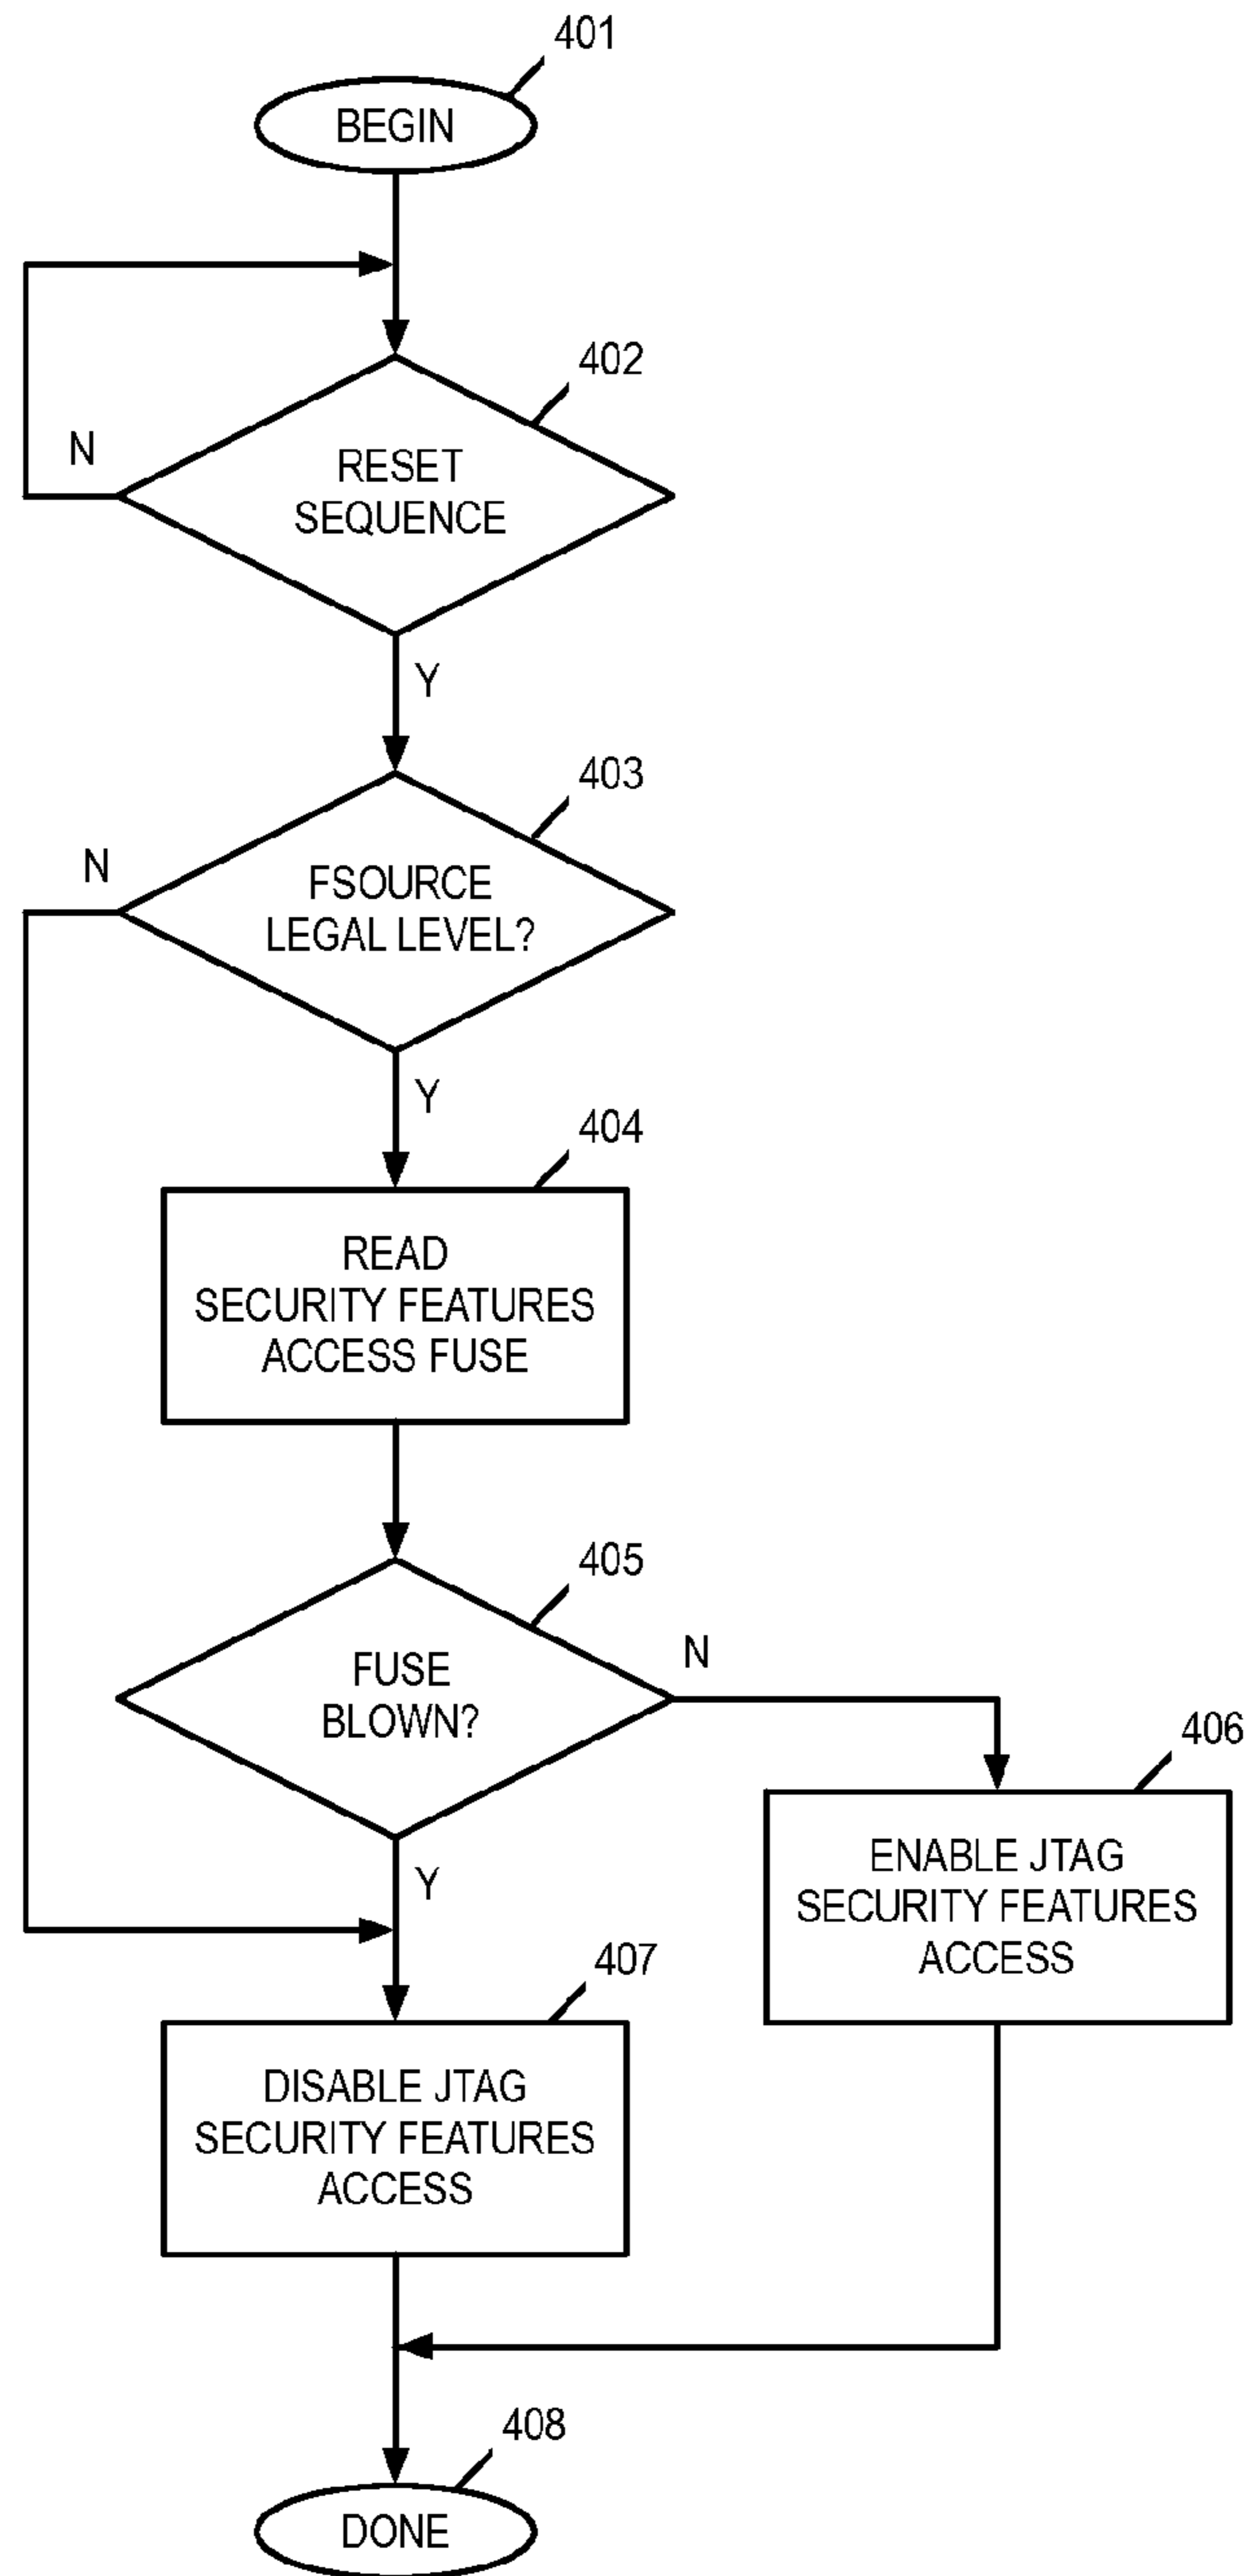 401
BEGIN
402
N
RESET
SEQUENCE
Y
403
N
FSOURCE
LEGAL LEVEL?
Y
404
READ
SECURITY FEATURES
ACCESS FUSE
405
N
FUSE
BLOWN?
406
Y
ENABLE JTAG
SECURITY FEATURES
ACCESS
407
DISABLE JTAG
SECURITY FEATURES
ACCESS
408
DONE